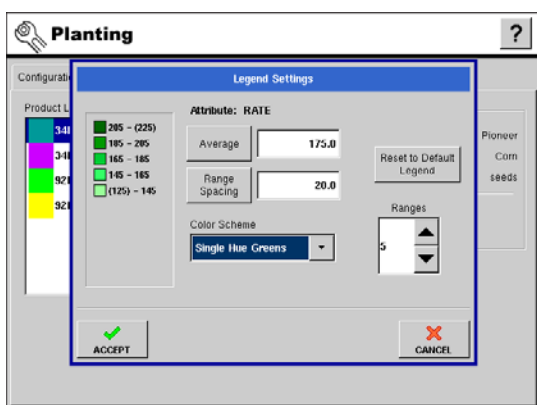 Planting
?
Configurati
Legend Settings
Product L
Attribute: RATE
205 - (225)
185 - 205
165 - 185
145 - 165
(125) - 145
Average
175.0
Range
Spacing
20.0
Reset to Default
Legend
Color Scheme
Single Hue Greens
Ranges
5
34
34
92
92
Pioneer
Corn
seeds
ACCEPT
CANCEL